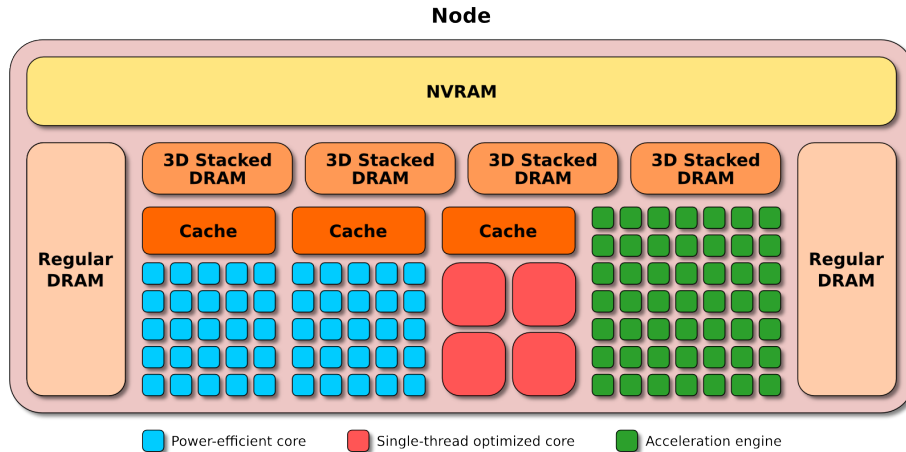 Node
NVRAM
3D Stacked
DRAM
3D Stacked
DRAM
3D Stacked
DRAM
3D Stacked
DRAM
Regular
DRAM
Cache
Cache
Cache
Regular
DRAM
Power-efficient core
Single-thread optimized core
Acceleration engine